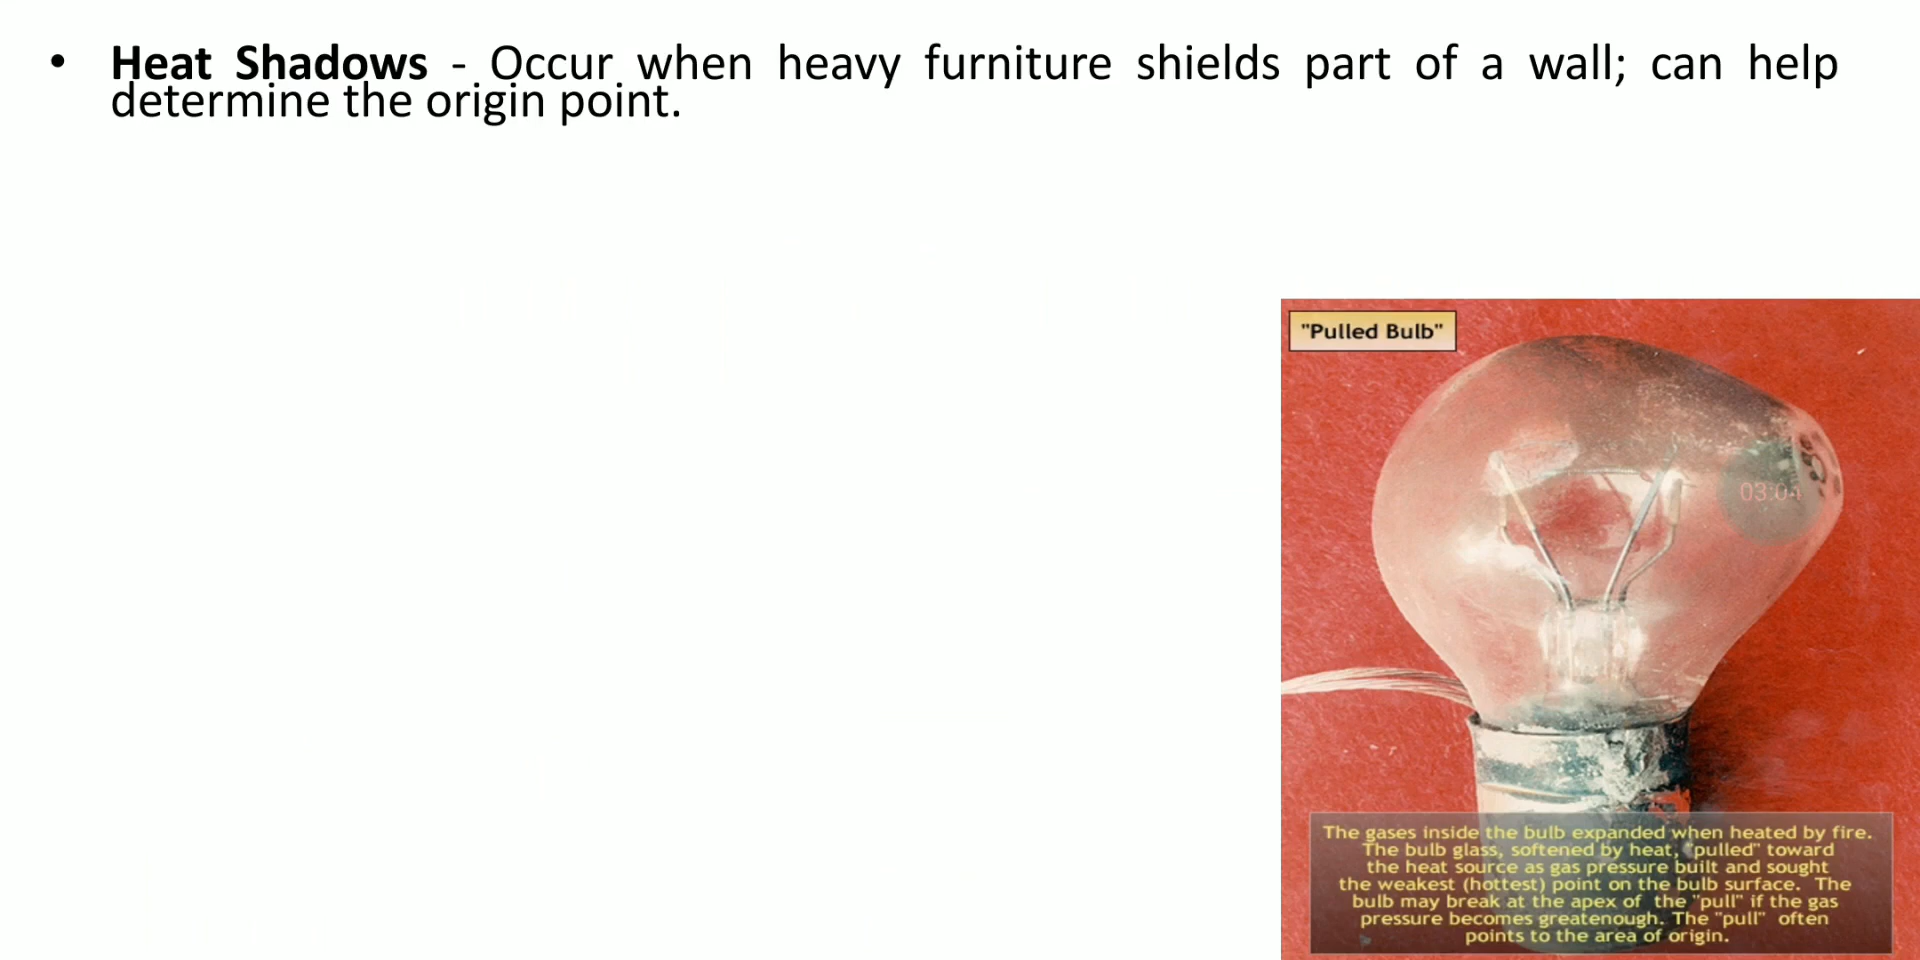 • Heat Shadows - Occur when heavy furniture shields part of a wall; can help
determine the origin point.
"Pulled Bulb"
03:04
The gases inside the bulb expanded when heated by fire.
The bulb glass, softened by heat, "pulled" toward
the heat source as gas pressure built and sought
the weakest (hottest) point on the bulb surface. The
bulb may break at the apex of the "pull" if the gas
pressure becomes greatenough. The "pull" often
points to the area of origin.